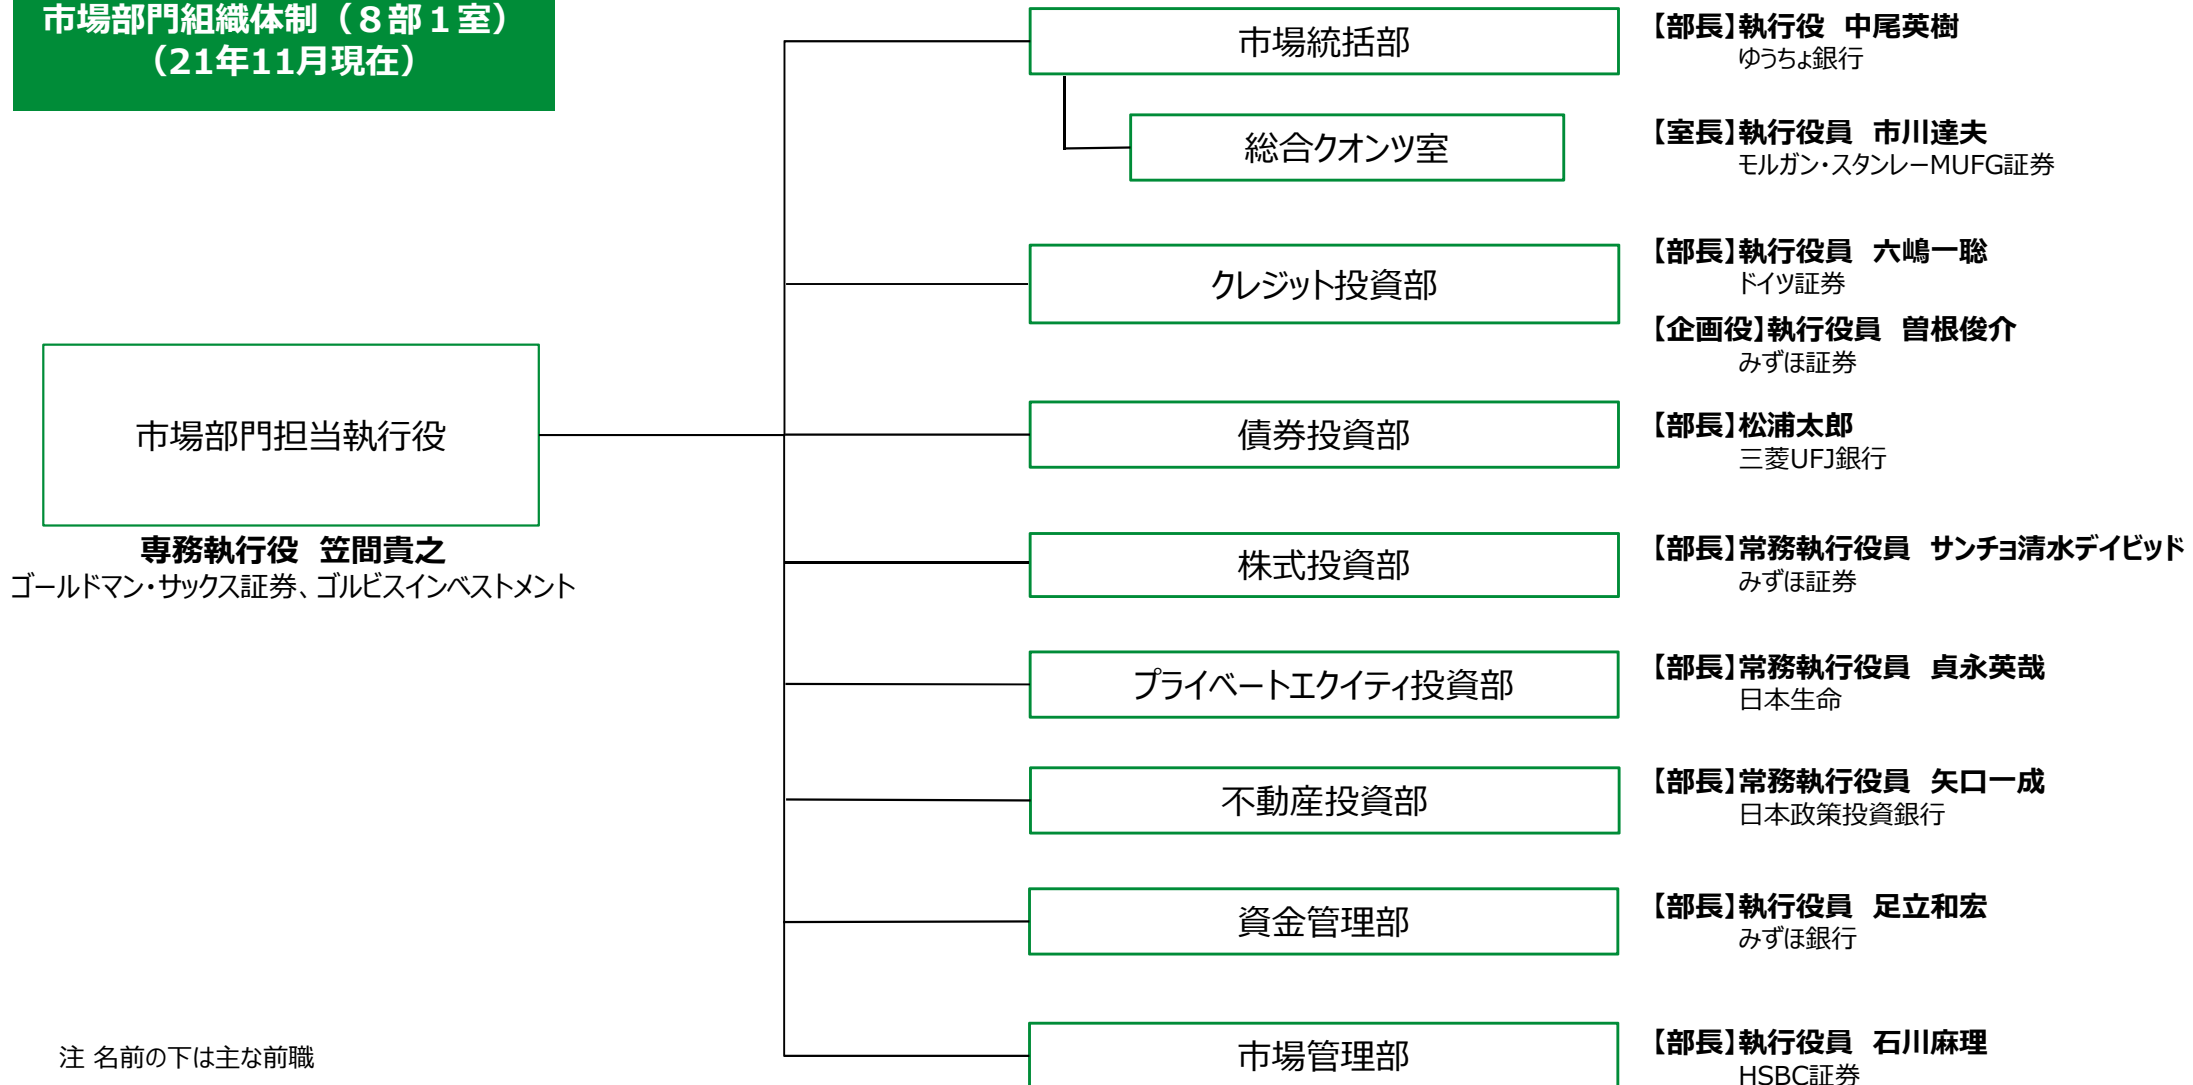 市場部門組織体制（８部１室）
（21年11月現在）
市場統括部
【部長】執行役　中尾英樹
ゆうちょ銀行
総合クオンツ室
【室長】執行役員　市川達夫
モルガン・スタンレーMUFG証券
クレジット投資部
【部長】執行役員　六嶋一聡
ドイツ証券
【企画役】執行役員　曽根俊介
みずほ証券
市場部門担当執行役
専務執行役　笠間貴之
ゴールドマン・サックス証券、ゴルビスインベストメント
債券投資部
【部長】松浦太郎
三菱UFJ銀行
株式投資部
【部長】常務執行役員　サンチョ清水デイビッド
みずほ証券
プライベートエクイティ投資部
【部長】常務執行役員　貞永英哉
日本生命
不動産投資部
【部長】常務執行役員　矢口一成
日本政策投資銀行
資金管理部
【部長】執行役員　足立和宏
みずほ銀行
市場管理部
【部長】執行役員　石川麻理
HSBC証券
注 名前の下は主な前職